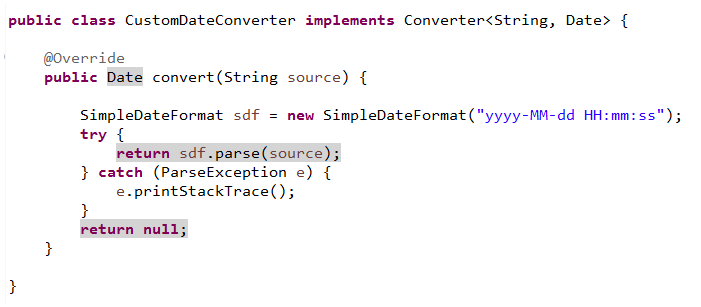 public class CustomDateConverter implements Converter<String, Date> {
@Override
public Date convert(String source) {
SimpleDateFormat sdf = new SimpleDateFormat("yyyy-MM-dd HH:mm:ss");
try {
return sdf.parse(source);
} catch (ParseException e) {
e.printStackTrace();
}
return null;
}
}